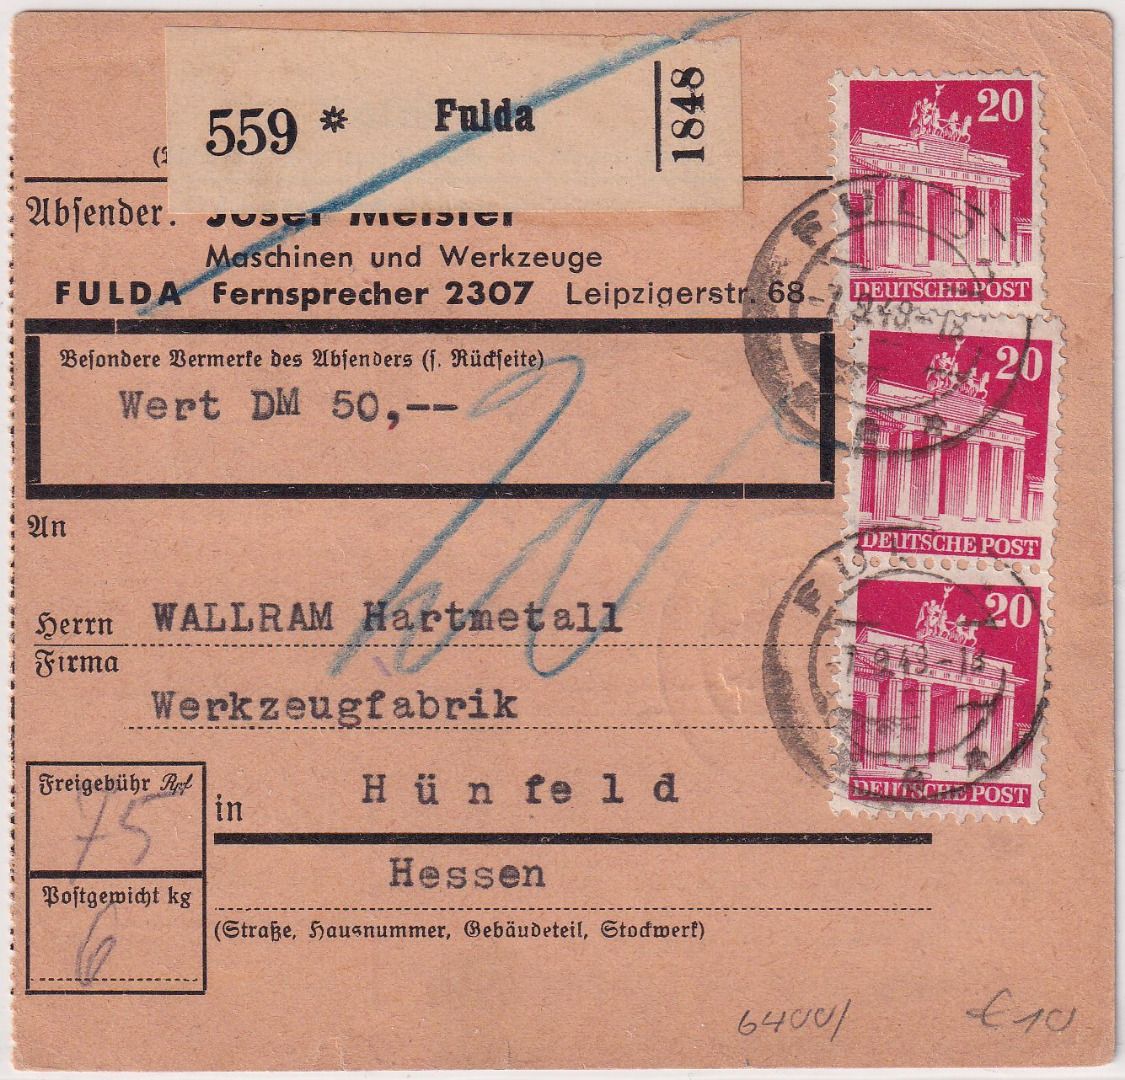 559 * Fulda 1848
Absender: Josef Meister
Maschinen und Werkzeuge
FULDA Fernsprecher 2307 Leipzigerstr. 68
Besondere Vermerke des Absenders (s. Rückseite)
Wert DM 50,--
An
Herrn WALLRAM Hartmetall
Firma
Werkzeugfabrik
in Hünfeld
Hessen
(Straße, Hausnummer, Gebäudeteil, Stockwerk)
Freigebühr Rpf
75
Postgewicht kg
6
20
DEUTSCHE POST
20
DEUTSCHE POST
20
DEUTSCHE POST
FULDA
FULDA
6400/
€ 10